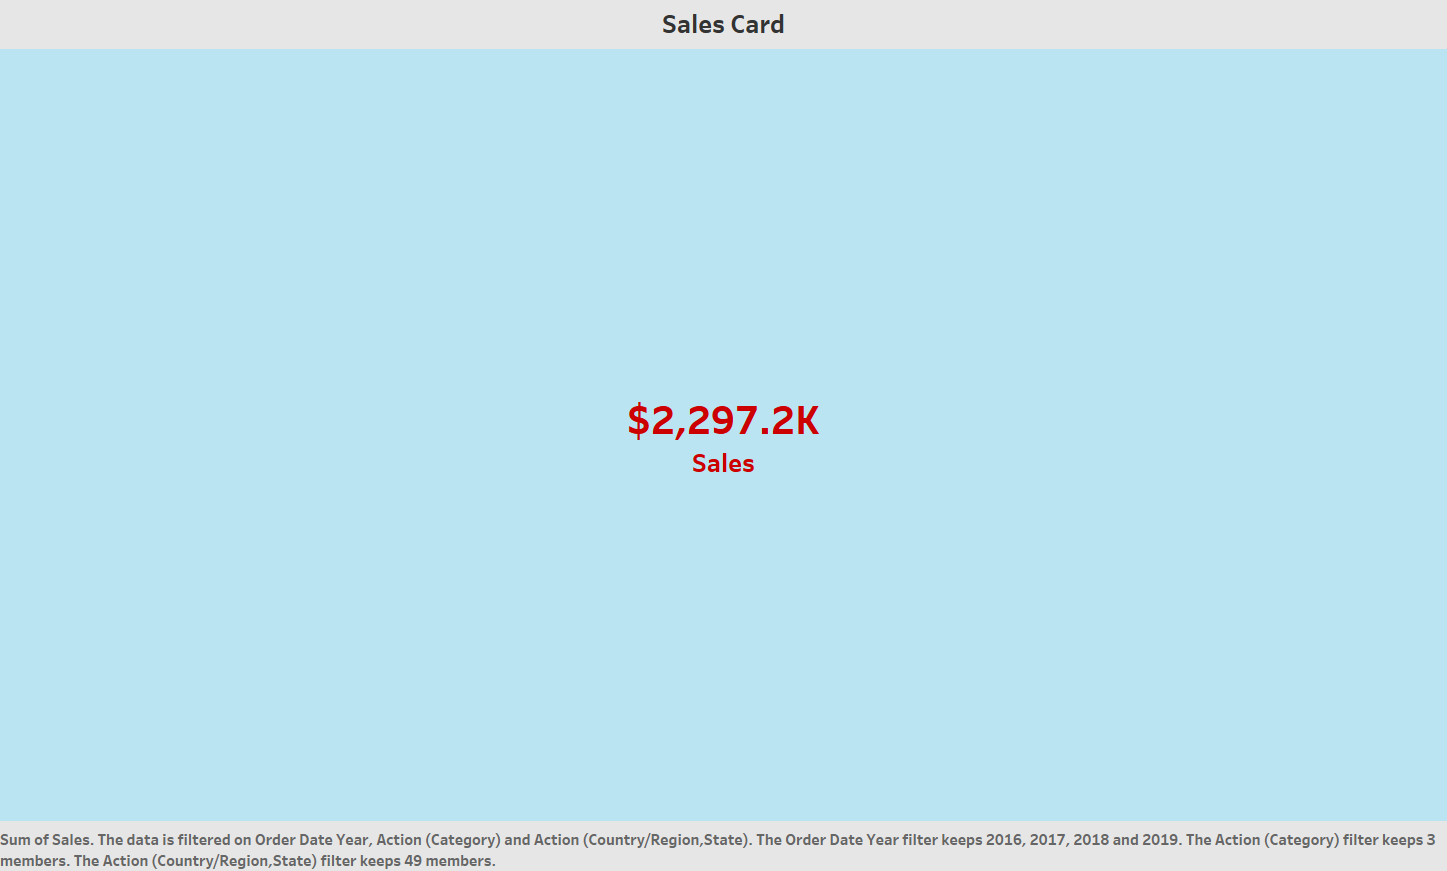 Sales Card
$2,297.2K
Sales
Sum of Sales. The data is filtered on Order Date Year, Action (Category) and Action (Country/Region,State). The Order Date Year filter keeps 2016, 2017, 2018 and 2019. The Action (Category) filter keeps 3
members. The Action (Country/Region,State) filter keeps 49 members.